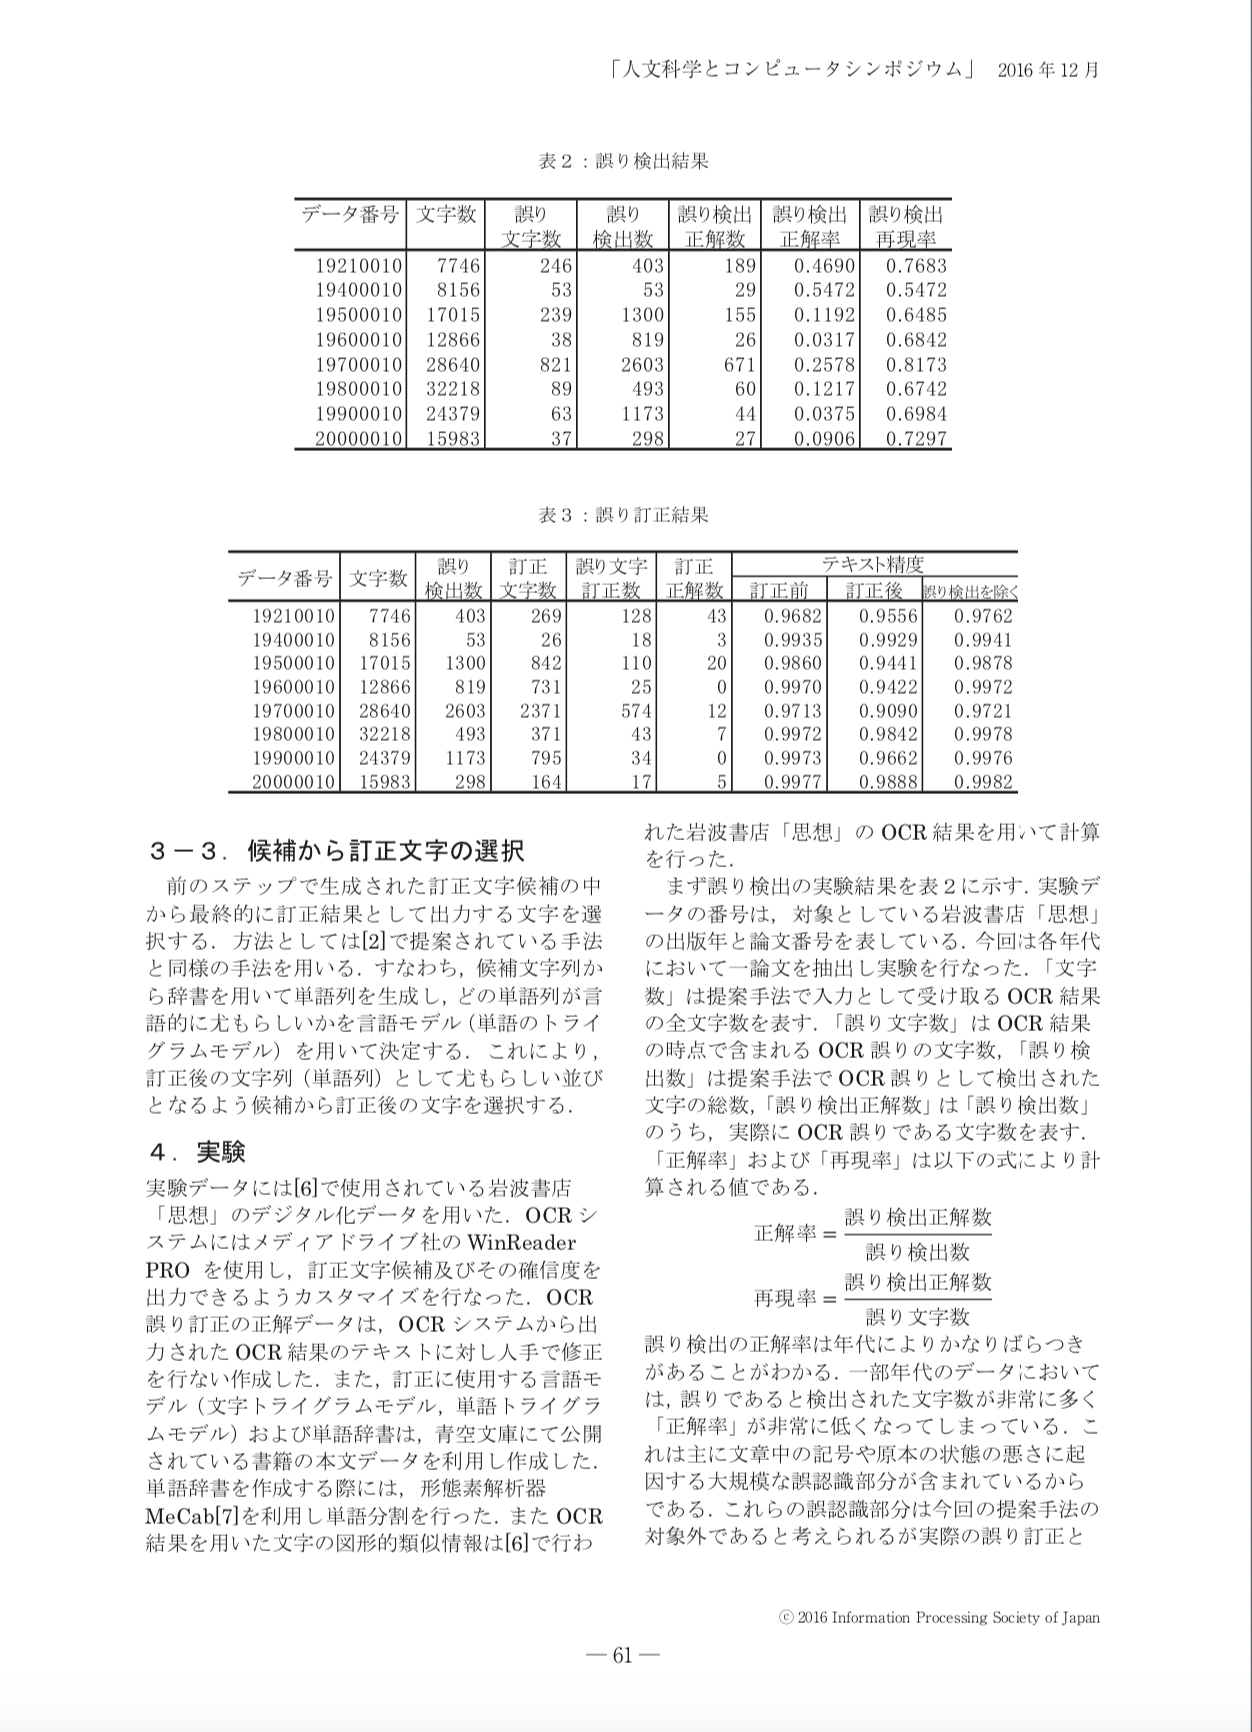 「人文科学とコンピュータシンポジウム」 2016 年 12 月
表２：誤り検出結果
データ番号 文字数 誤り文字数 誤り検出数 誤り検出正解数 誤り検出正解率 誤り検出再現率
19210010 7746 246 403 189 0.4690 0.7683
19400010 8156 53 53 29 0.5472 0.5472
19500010 17015 239 1300 155 0.1192 0.6485
19600010 12866 38 819 26 0.0317 0.6842
19700010 28640 821 2603 671 0.2578 0.8173
19800010 32218 89 493 60 0.1217 0.6742
19900010 24379 63 1173 44 0.0375 0.6984
20000010 15983 37 298 27 0.0906 0.7297
表３：誤り訂正結果
データ番号 文字数 誤り検出数 訂正文字数 誤り文字訂正数 訂正正解数 テキスト精度
訂正前 訂正後 誤り検出を除く
19210010 7746 403 269 128 43 0.9682 0.9556 0.9762
19400010 8156 53 26 18 3 0.9935 0.9929 0.9941
19500010 17015 1300 842 110 20 0.9860 0.9441 0.9878
19600010 12866 819 731 25 0 0.9970 0.9422 0.9972
19700010 28640 2603 2371 574 12 0.9713 0.9090 0.9721
19800010 32218 493 371 43 7 0.9972 0.9842 0.9978
19900010 24379 1173 795 34 0 0.9973 0.9662 0.9976
20000010 15983 298 164 17 5 0.9977 0.9888 0.9982
３－３．候補から訂正文字の選択
前のステップで生成された訂正文字候補の中
から最終的に訂正結果として出力する文字を選
択する．方法としては[2]で提案されている手法
と同様の手法を用いる．すなわち，候補文字列か
ら辞書を用いて単語列を生成し，どの単語列が言
語的に尤もらしいかを言語モデル（単語のトライ
グラムモデル）を用いて決定する．これにより，
訂正後の文字列（単語列）として尤もらしい並び
となるよう候補から訂正後の文字を選択する．
４．実験
実験データには[6]で使用されている岩波書店
「思想」のデジタル化データを用いた．OCR シ
ステムにはメディアドライブ社の WinReader
PRO を使用し，訂正文字候補及びその確信度を
出力できるようカスタマイズを行なった．OCR
誤り訂正の正解データは，OCR システムから出
力された OCR 結果のテキストに対し人手で修正
を行ない作成した．また，訂正に使用する言語モ
デル（文字トライグラムモデル，単語トライグラ
ムモデル）および単語辞書は，青空文庫にて公開
されている書籍の本文データを利用し作成した．
単語辞書を作成する際には，形態素解析器
MeCab[7]を利用し単語分割を行った．また OCR
結果を用いた文字の図形的類似情報は[6]で行わ
れた岩波書店「思想」の OCR 結果を用いて計算
を行った．
まず誤り検出の実験結果を表２に示す．実験デ
ータの番号は，対象としている岩波書店「思想」
の出版年と論文番号を表している．今回は各年代
において一論文を抽出し実験を行なった．「文字
数」は提案手法で入力として受け取る OCR 結果
の全文字数を表す．「誤り文字数」は OCR 結果
の時点で含まれる OCR 誤りの文字数，「誤り検
出数」は提案手法で OCR 誤りとして検出された
文字の総数，「誤り検出正解数」は「誤り検出数」
のうち，実際に OCR 誤りである文字数を表す．
「正解率」および「再現率」は以下の式により計
算される値である．
正解率 = 誤り検出正解数 / 誤り検出数
再現率 = 誤り検出正解数 / 誤り文字数
誤り検出の正解率は年代によりかなりばらつき
があることがわかる．一部年代のデータにおいて
は，誤りであると検出された文字数が非常に多く
「正解率」が非常に低くなってしまっている．こ
れは主に文章中の記号や原本の状態の悪さに起
因する大規模な誤認識部分が含まれているから
である．これらの誤認識部分は今回の提案手法の
対象外であると考えられるが実際の誤り訂正と
ⓒ 2016 Information Processing Society of Japan
— 61 —